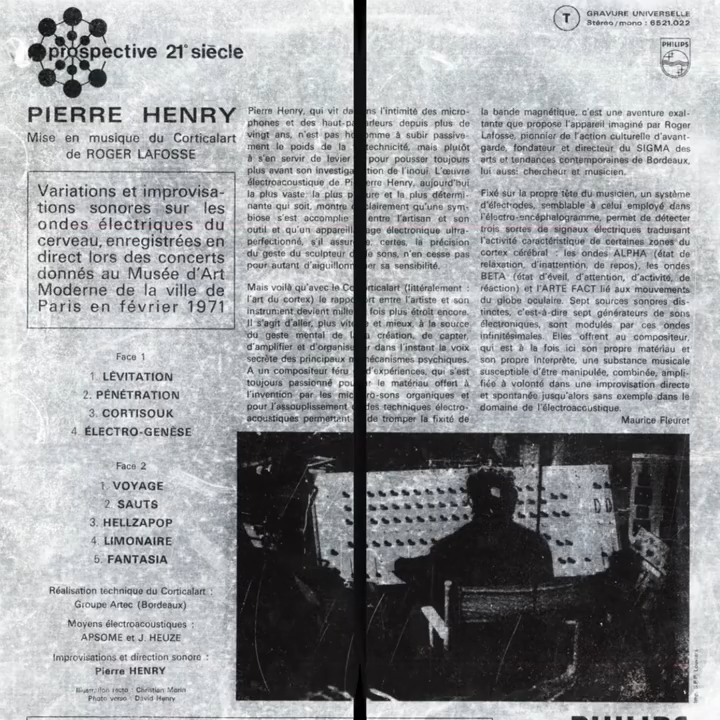 prospective 21e siècle
T
GRAVURE UNIVERSELLE
Stéréo/mono : 6521.022
PHILIPS
PIERRE HENRY
Mise en musique du Corticalart
de ROGER LAFOSSE
Variations et improvisa-
tions sonores sur les
ondes électriques du
cerveau, enregistrées en
direct lors des concerts
donnés au Musée d'Art
Moderne de la ville de
Paris en février 1971
Face 1
1. LÉVITATION
2. PÉNÉTRATION
3. CORTISOUK
4. ÉLECTRO-GENÈSE
Face 2
1. VOYAGE
2. SAUTS
3. HELLZAPOP
4. LIMONAIRE
5. FANTASIA
Réalisation technique du Corticalart :
Groupe Artec (Bordeaux)
Moyens électroacoustiques :
APSOME et J. HEUZE
Improvisations et direction sonore :
Pierre HENRY
Christian Marin
Photo verso : David Henry
Pierre Henry, qui vit l'intimité des micro-
phones et des depuis plus de
vingt ans, n'est pas à subir passive-
ment le poids de la technicité, mais plutôt
à s'en servir de levier pour pousser toujours
plus avant son de l'inouï. L'œuvre
électroacoustique de Henry, aujourd'hui
la plus vaste, la plus et la plus détermi-
nante qui soit, montre clairement qu'une sym-
biose s'est accomplie entre l'artisan et son
outil et qu'un électronique ultra-
perfectionné, s'il certes, la précision
du geste du sculpteur de sons, n'en cesse pas
pour autant sa sensibilité.
Mais voilà qu'avec le (littéralement :
l'art du cortex) le entre l'artiste et son
instrument devient fois plus étroit encore.
Il s'agit d'aller, plus et mieux, à la source
du geste mental de la création, de capter,
d'amplifier et dans l'instant la voix
secrète des principaux mécanismes psychiques.
A un compositeur féru d'expériences, qui s'est
toujours passionné pour le matériau offert à
l'invention par les organiques et
pour l'assouplissement des techniques électro-
acoustiques permettant de tromper la fixité de
la bande magnétique, c'est une aventure exal-
tante que propose l'appareil imaginé par Roger
Lafosse, pionnier de l'action culturelle d'avant-
garde, fondateur et directeur du SIGMA des
arts et tendances contemporaines de Bordeaux,
lui aussi chercheur et musicien.
Fixé sur la propre tête du musicien, un système
d'électrodes, semblable à celui employé dans
l'électro-encéphalogramme, permet de détecter
trois sortes de signaux électriques traduisant
l'activité caractéristique de certaines zones du
cortex cérébral : les ondes ALPHA (état de
relaxation, d'inattention, de repos), les ondes
BETA (état d'éveil, d'attention, d'activité, de
réaction) et l'ARTE FACT lié aux mouvements
du globe oculaire. Sept sources sonores dis-
tinctes, c'est-à-dire sept générateurs de sons
électroniques, sont modulés par ces ondes
infinitésimales. Elles offrent au compositeur,
qui est à la fois ici son propre matériau et
son propre interprète, une substance musicale
susceptible d'être manipulée, combinée, ampli-
fiée à volonté dans une improvisation directe
et spontanée jusqu'alors sans exemple dans le
domaine de l'électroacoustique.
Maurice Fleuret